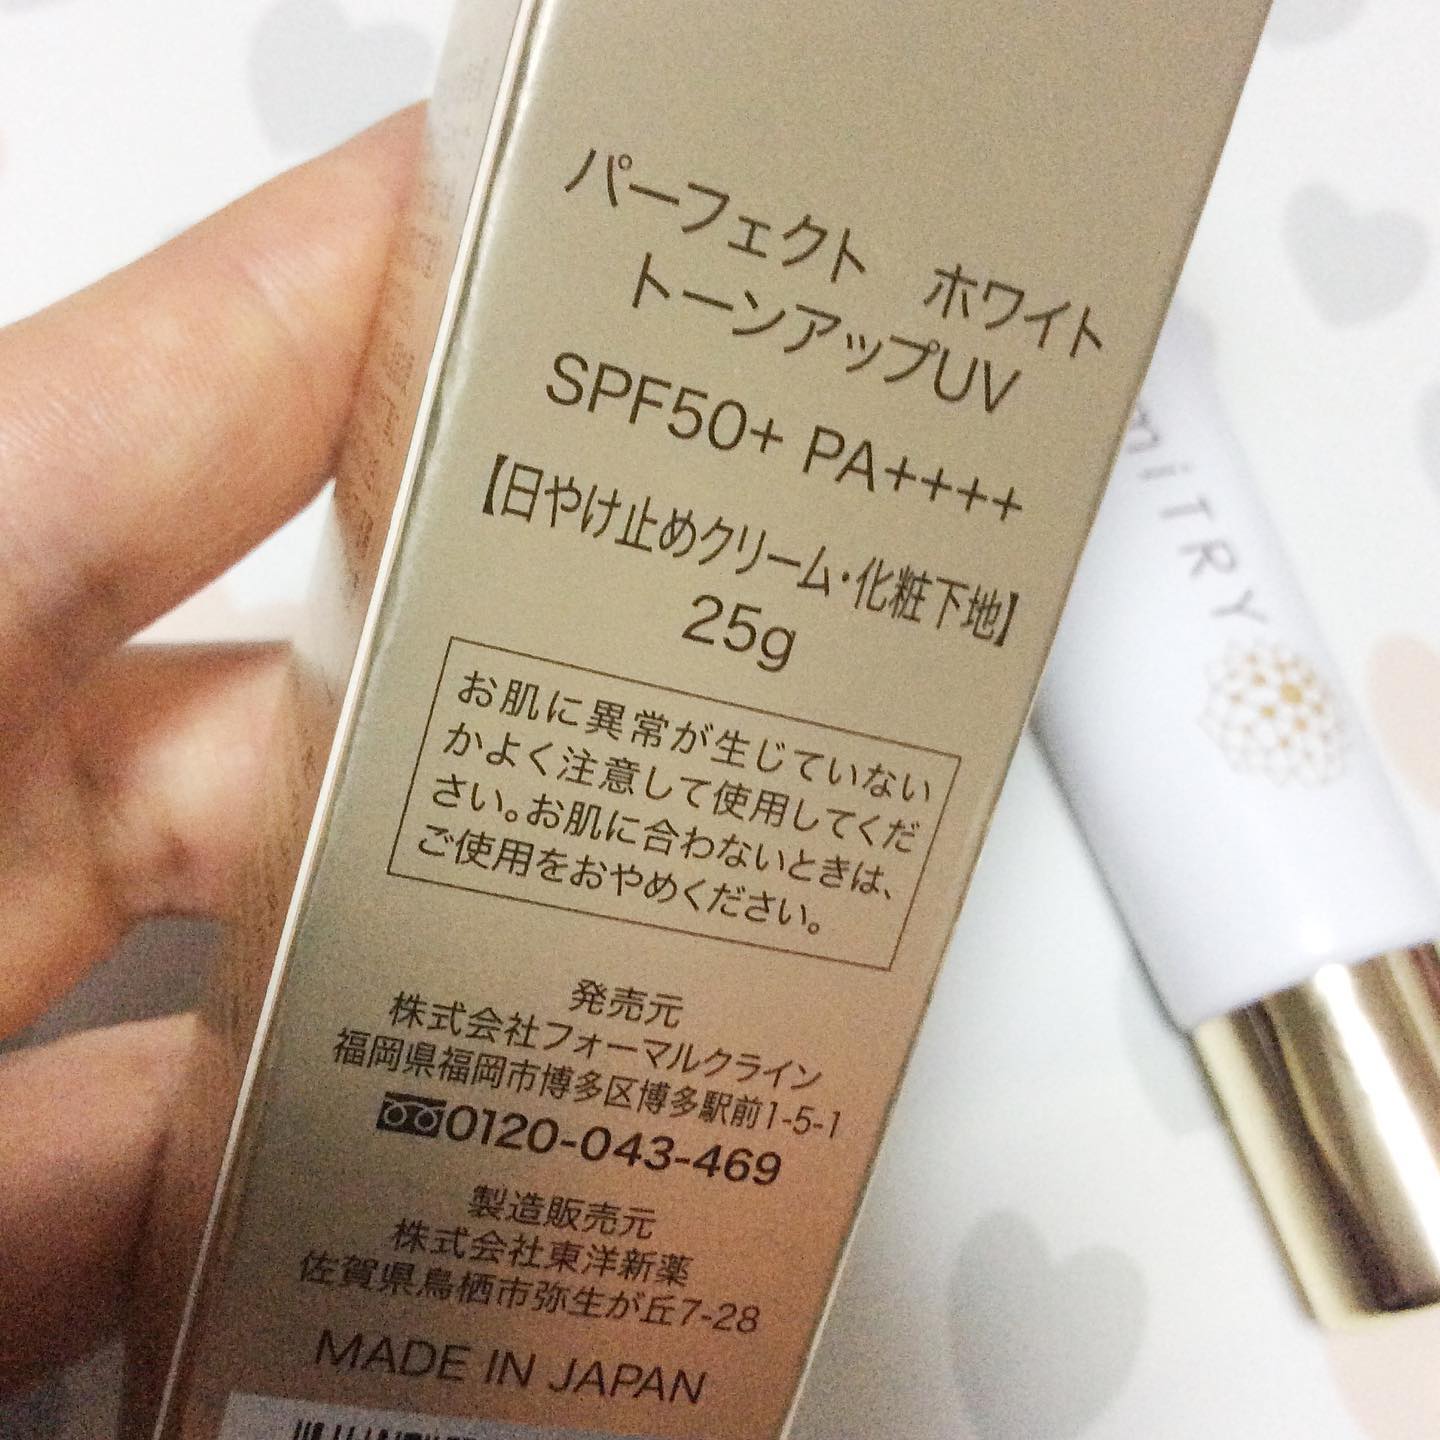 パーフェクト ホワイト
トーンアップUV
SPF50+ PA++++
【日やけ止めクリーム・化粧下地】
25g
お肌に異常が生じていない
かよく注意して使用してくだ
さい。お肌に合わないときは、
ご使用をおやめください。
発売元
株式会社フォーマルクライン
福岡県福岡市博多区博多駅前1-5-1
0120-043-469
製造販売元
株式会社東洋新薬
佐賀県鳥栖市弥生が丘7-28
MADE IN JAPAN
miTRY